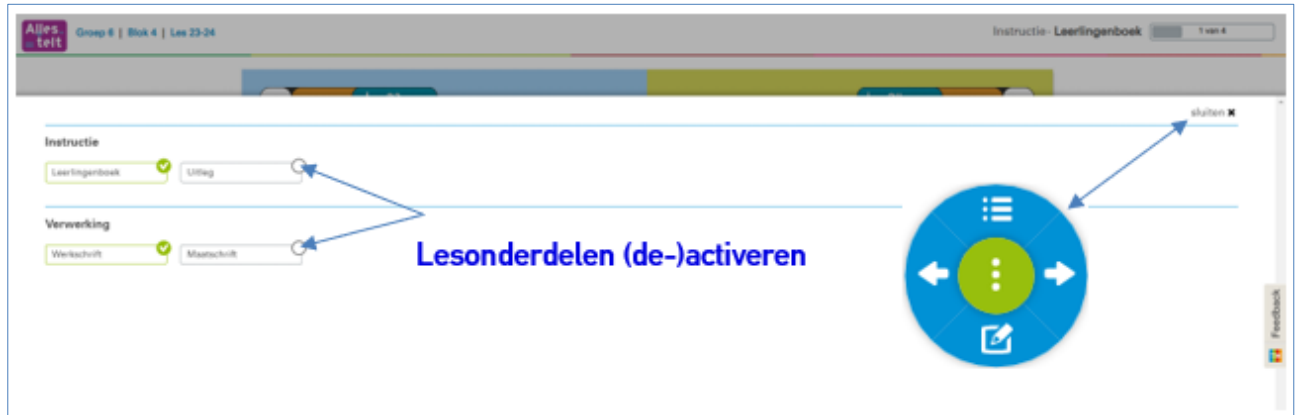 Alles telt
Groep 6 | Blok 4 | Les 23-24
Instructie- Leerlingenboek
1 van 4
sluiten ✖
Instructie
Leerlingenboek
Uitleg
Verwerking
Werkschrift
Maatschrift
Lesonderdelen (de-)activeren
Feedback